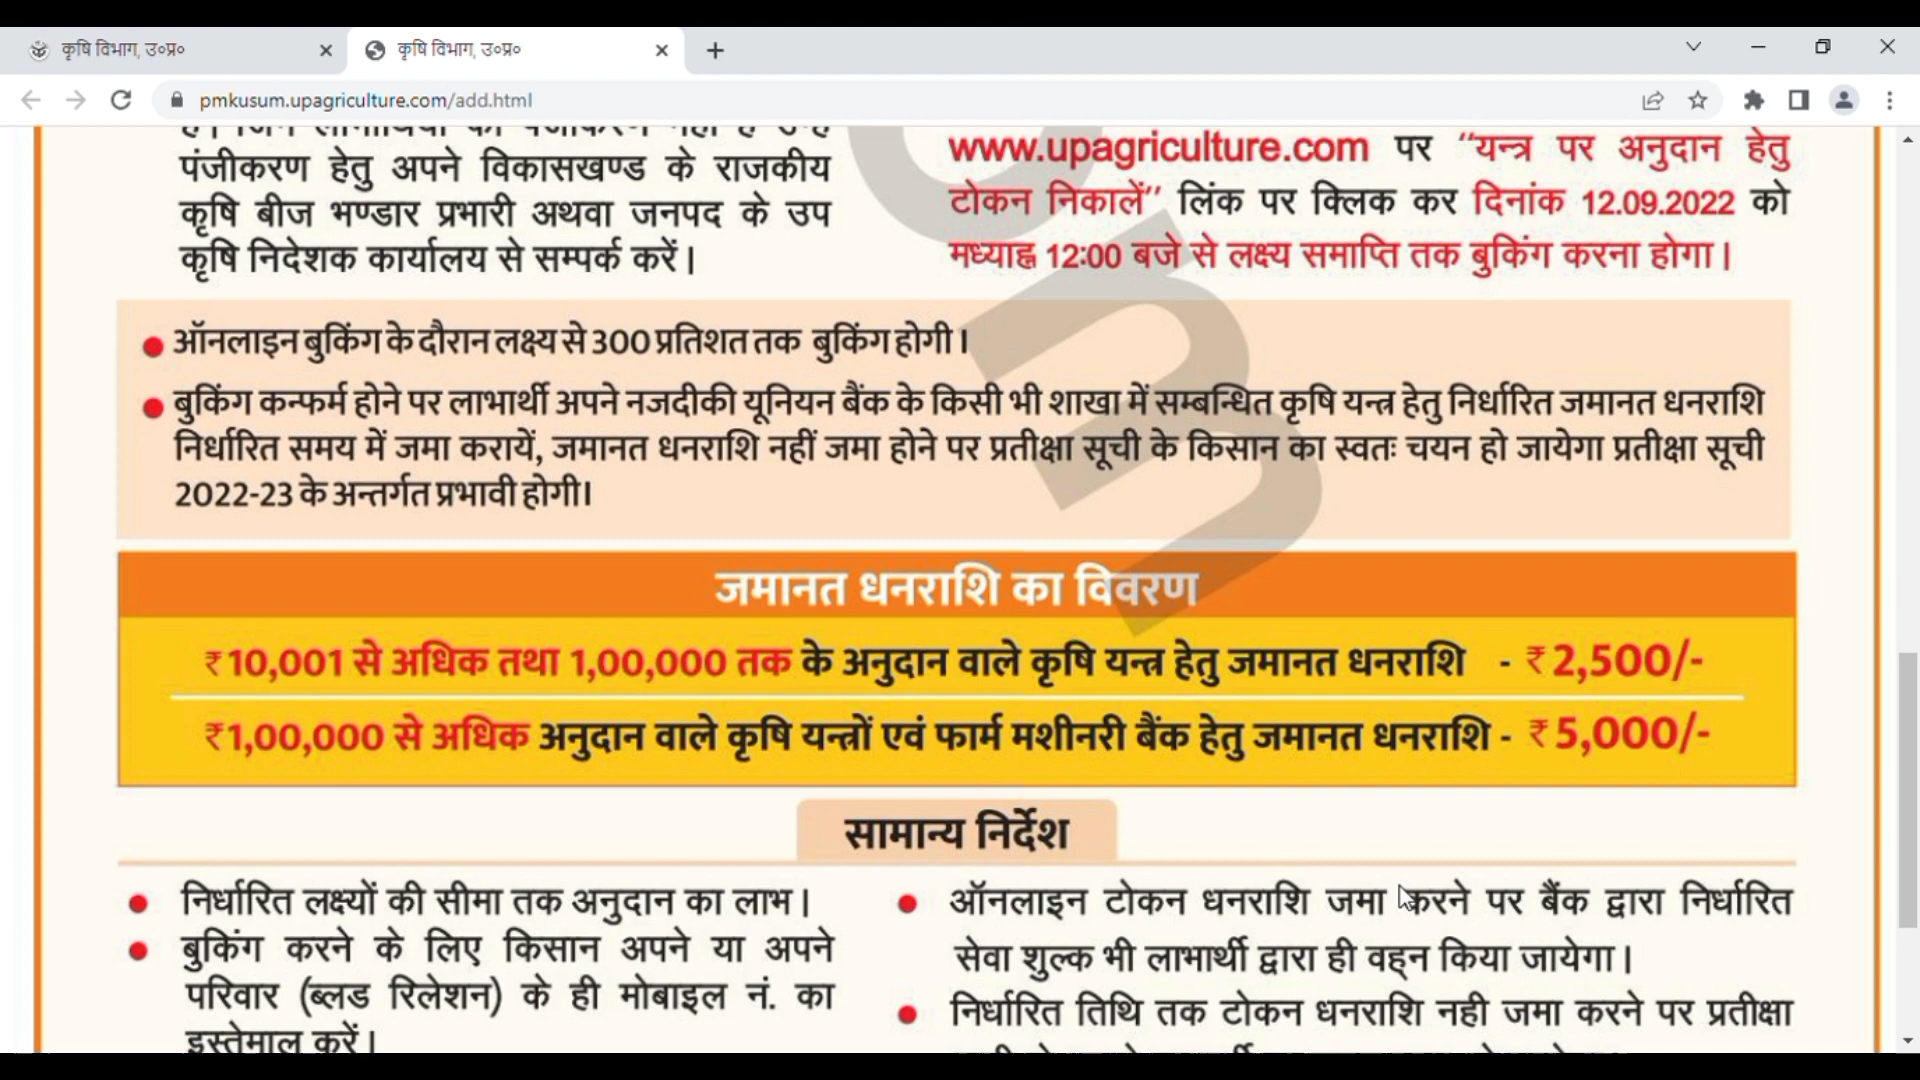 कृषि विभाग, उ०प्र०
कृषि विभाग, उ०प्र०
pmkusum.upagriculture.com/add.html
पंजीकरण हेतु अपने विकासखण्ड के राजकीय
कृषि बीज भण्डार प्रभारी अथवा जनपद के उप
कृषि निदेशक कार्यालय से सम्पर्क करें।
www.upagriculture.com पर "यन्त्र पर अनुदान हेतु
टोकन निकालें" लिंक पर क्लिक कर दिनांक 12.09.2022 को
मध्याह्न 12:00 बजे से लक्ष्य समाप्ति तक बुकिंग करना होगा।
ऑनलाइन बुकिंग के दौरान लक्ष्य से 300 प्रतिशत तक बुकिंग होगी।
बुकिंग कन्फर्म होने पर लाभार्थी अपने नजदीकी यूनियन बैंक के किसी भी शाखा में सम्बन्धित कृषि यन्त्र हेतु निर्धारित जमानत धनराशि
निर्धारित समय में जमा करायें, जमानत धनराशि नहीं जमा होने पर प्रतीक्षा सूची के किसान का स्वतः चयन हो जायेगा प्रतीक्षा सूची
2022-23 के अन्तर्गत प्रभावी होगी।
जमानत धनराशि का विवरण
₹10,001 से अधिक तथा 1,00,000 तक के अनुदान वाले कृषि यन्त्र हेतु जमानत धनराशि - ₹2,500/-
₹1,00,000 से अधिक अनुदान वाले कृषि यन्त्रों एवं फार्म मशीनरी बैंक हेतु जमानत धनराशि - ₹5,000/-
सामान्य निर्देश
निर्धारित लक्ष्यों की सीमा तक अनुदान का लाभ।
बुकिंग करने के लिए किसान अपने या अपने
परिवार (ब्लड रिलेशन) के ही मोबाइल नं. का
इस्तेमाल करें।
ऑनलाइन टोकन धनराशि जमा करने पर बैंक द्वारा निर्धारित
सेवा शुल्क भी लाभार्थी द्वारा ही वहन किया जायेगा।
निर्धारित तिथि तक टोकन धनराशि नही जमा करने पर प्रतीक्षा